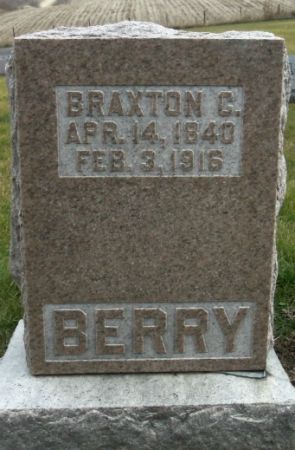 BRAXTON C.
APR. 14, 1840
FEB. 3, 1916
BERRY